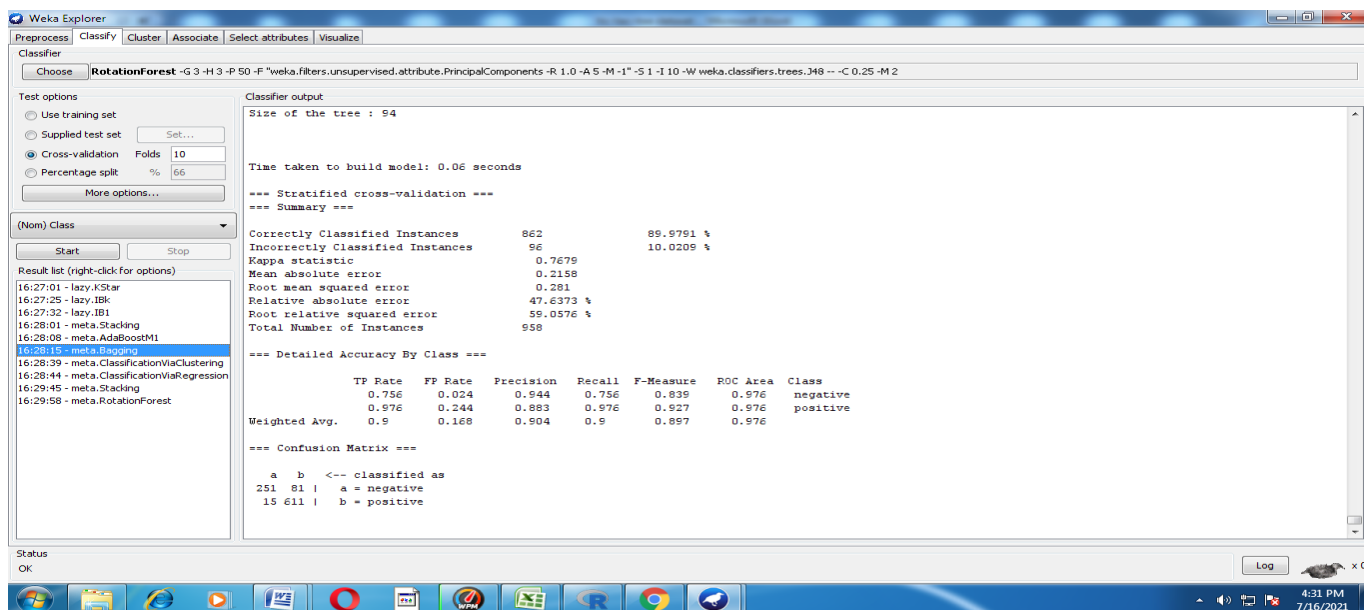 Weka Explorer
Preprocess Classify Cluster Associate Select attributes Visualize
Classifier
Choose RotationForest -G 3 -H 3 -P 50 -F "weka.filters.unsupervised.attribute.PrincipalComponents -R 1.0 -A 5 -M -1" -S 1 -I 10 -W weka.classifiers.trees.J48 -- -C 0.25 -M 2
Test options
Use training set
Supplied test set Set...
Cross-validation Folds 10
Percentage split % 66
More options...
(Nom) Class
Start Stop
Result list (right-click for options)
16:27:01 - lazy.KStar
16:27:25 - lazy.IBk
16:27:32 - lazy.IB1
16:28:01 - meta.Stacking
16:28:08 - meta.AdaBoostM1
16:28:15 - meta.Bagging
16:28:39 - meta.ClassificationViaClustering
16:28:44 - meta.ClassificationViaRegression
16:29:45 - meta.Stacking
16:29:58 - meta.RotationForest
Classifier output
Size of the tree : 94
Time taken to build model: 0.06 seconds
=== Stratified cross-validation ===
=== Summary ===
Correctly Classified Instances 862 89.9791 %
Incorrectly Classified Instances 96 10.0209 %
Kappa statistic 0.7679
Mean absolute error 0.2158
Root mean squared error 0.281
Relative absolute error 47.6373 %
Root relative squared error 59.0576 %
Total Number of Instances 958
=== Detailed Accuracy By Class ===
TP Rate FP Rate Precision Recall F-Measure ROC Area Class
0.756 0.024 0.944 0.756 0.839 0.976 negative
0.976 0.244 0.883 0.976 0.927 0.976 positive
Weighted Avg. 0.9 0.168 0.904 0.9 0.897 0.976
=== Confusion Matrix ===
a b <-- classified as
251 81 | a = negative
15 611 | b = positive
Status
OK
Log x 0
WPM
4:31 PM
7/16/2021